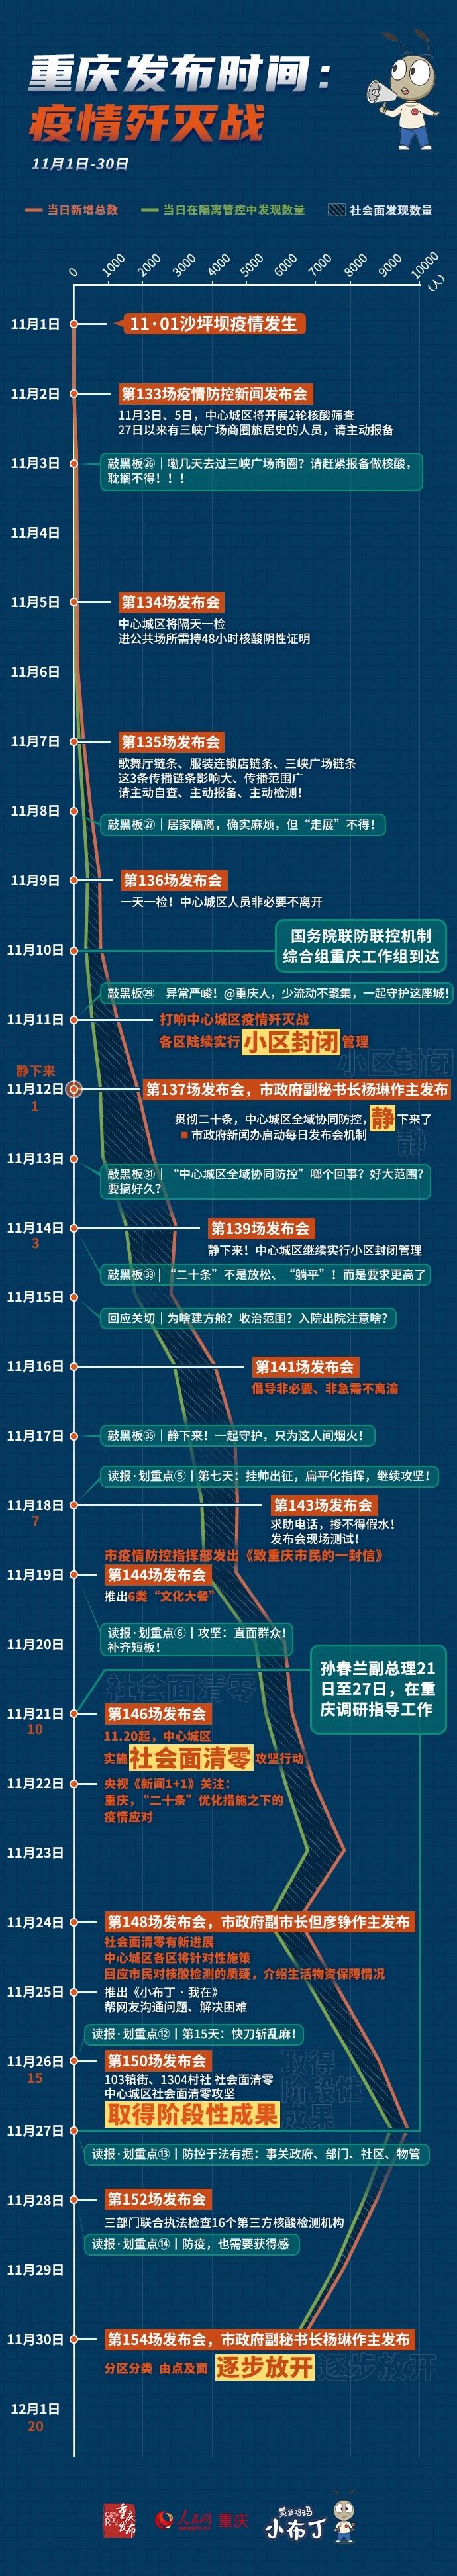 重庆发布时间：
疫情歼灭战
11月1日-30日
当日新增总数
当日在隔离管控中发现数量
社会面发现数量
0
1000
2000
3000
4000
5000
6000
7000
8000
9000
10000
(人)
11月1日
11·01沙坪坝疫情发生
11月2日
第133场疫情防控新闻发布会
11月3日、5日，中心城区将开展2轮核酸筛查
27日以来有三峡广场商圈旅居史的人员，请主动报备
11月3日
敲黑板㉖｜嘞几天去过三峡广场商圈？请赶紧报备做核酸，
耽搁不得！！！
11月4日
11月5日
第134场发布会
中心城区将隔天一检
进公共场所需持48小时核酸阴性证明
11月6日
11月7日
第135场发布会
歌舞厅链条、服装连锁店链条、三峡广场链条
这3条传播链条影响大、传播范围广
请主动自查、主动报备、主动检测！
11月8日
敲黑板㉗｜居家隔离，确实麻烦，但“走展”不得！
11月9日
第136场发布会
一天一检！中心城区人员非必要不离开
国务院联防联控机制
综合组重庆工作组到达
11月10日
敲黑板㉙｜异常严峻！@重庆人，少流动不聚集，一起守护这座城！
11月11日
打响中心城区疫情歼灭战
各区陆续实行小区封闭管理
小区封闭
静下来
11月12日
1
第137场发布会，市政府副秘书长杨琳作主发布
贯彻二十条，中心城区全域协同防控，静下来了
静
市政府新闻办启动每日发布会机制
11月13日
敲黑板㉛｜“中心城区全域协同防控”啷个回事？好大范围？
要搞好久？
11月14日
3
第139场发布会
静下来！中心城区继续实行小区封闭管理
敲黑板㉝|“二十条”不是放松、“躺平”！而是要求更高了
11月15日
回应关切｜为啥建方舱？收治范围？入院出院注意啥？
11月16日
第141场发布会
倡导非必要、非急需不离渝
11月17日
敲黑板㉟｜静下来！一起守护，只为这人间烟火！
读报·划重点⑤丨第七天：挂帅出征，扁平化指挥，继续攻坚！
11月18日
7
第143场发布会
求助电话，掺不得假水！
发布会现场测试！
市疫情防控指挥部发出《致重庆市民的一封信》
11月19日
第144场发布会
推出6类“文化大餐”
读报·划重点⑥丨攻坚：直面群众！
补齐短板！
11月20日
孙春兰副总理21
日至27日，在重
庆调研指导工作
社会面清零
11月21日
10
第146场发布会
11.20起，中心城区
实施社会面清零攻坚行动
11月22日
央视《新闻1+1》关注：
重庆，“二十条”优化措施之下的
疫情应对
11月23日
11月24日
第148场发布会，市政府副市长但彦铮作主发布
社会面清零有新进展
中心城区各区将针对性施策
回应市民对核酸检测的质疑，介绍生活物资保障情况
11月25日
推出《小布丁·我在》
帮网友沟通问题、解决困难
读报·划重点⑫丨第15天：快刀斩乱麻！
11月26日
15
第150场发布会
103镇街、1304村社 社会面清零
中心城区社会面清零攻坚
取得阶段性成果
取得
阶段性
成果
11月27日
读报·划重点⑬丨防控于法有据：事关政府、部门、社区、物管
11月28日
第152场发布会
三部门联合执法检查16个第三方核酸检测机构
读报·划重点⑭丨防疫，也需要获得感
11月29日
11月30日
第154场发布会，市政府副秘书长杨琳作主发布
分区分类 由点及面 逐步放开
逐步放开
12月1日
20
重庆发布
人民网 重庆
小布丁